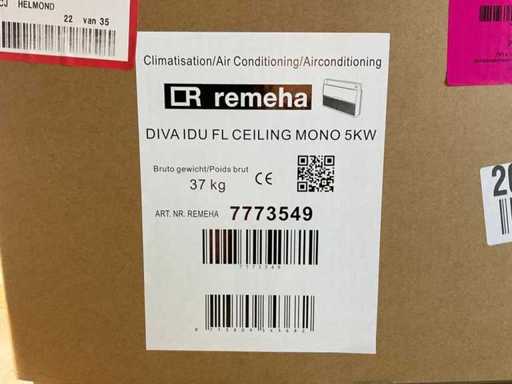 CJ HELMOND
22 van 35
Climatisation/Air Conditioning/Airconditioning
R remeha
DIVA IDU FL CEILING MONO 5KW
Bruto gewicht/Poids brut
37 kg CE
ART. NR. REMEHA 7773549
7773549